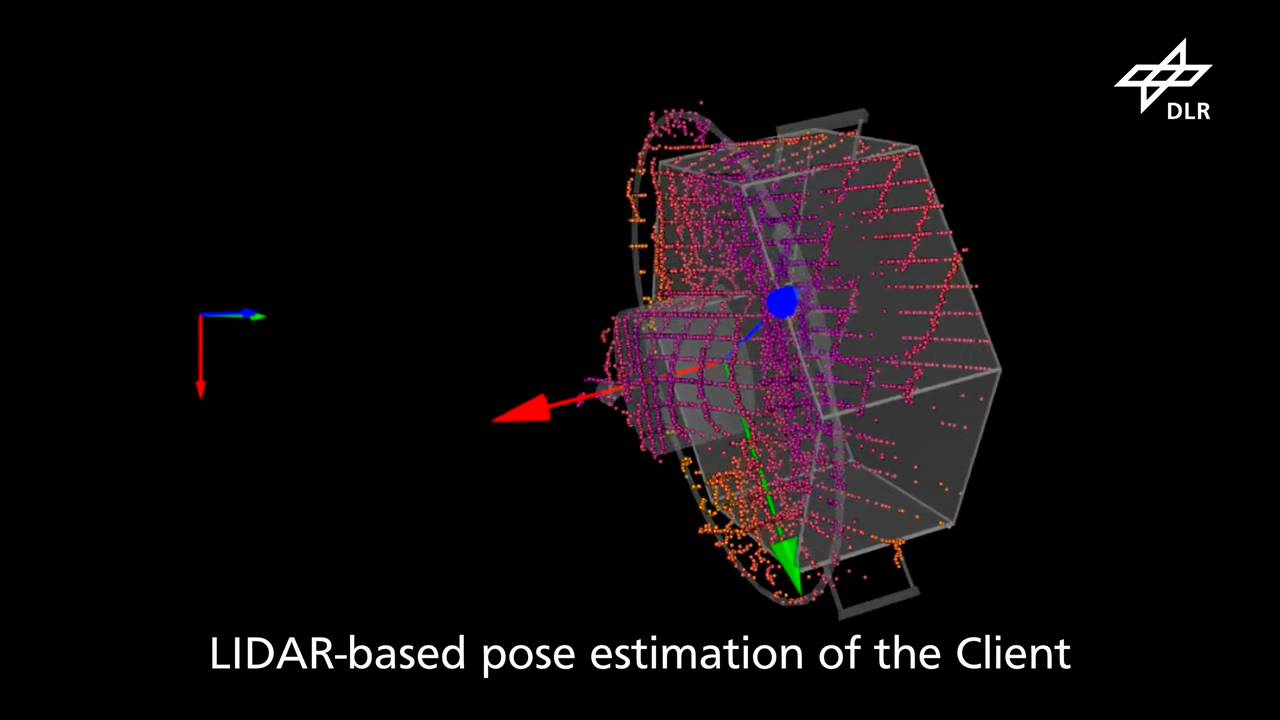 DLR
LIDAR-based pose estimation of the Client